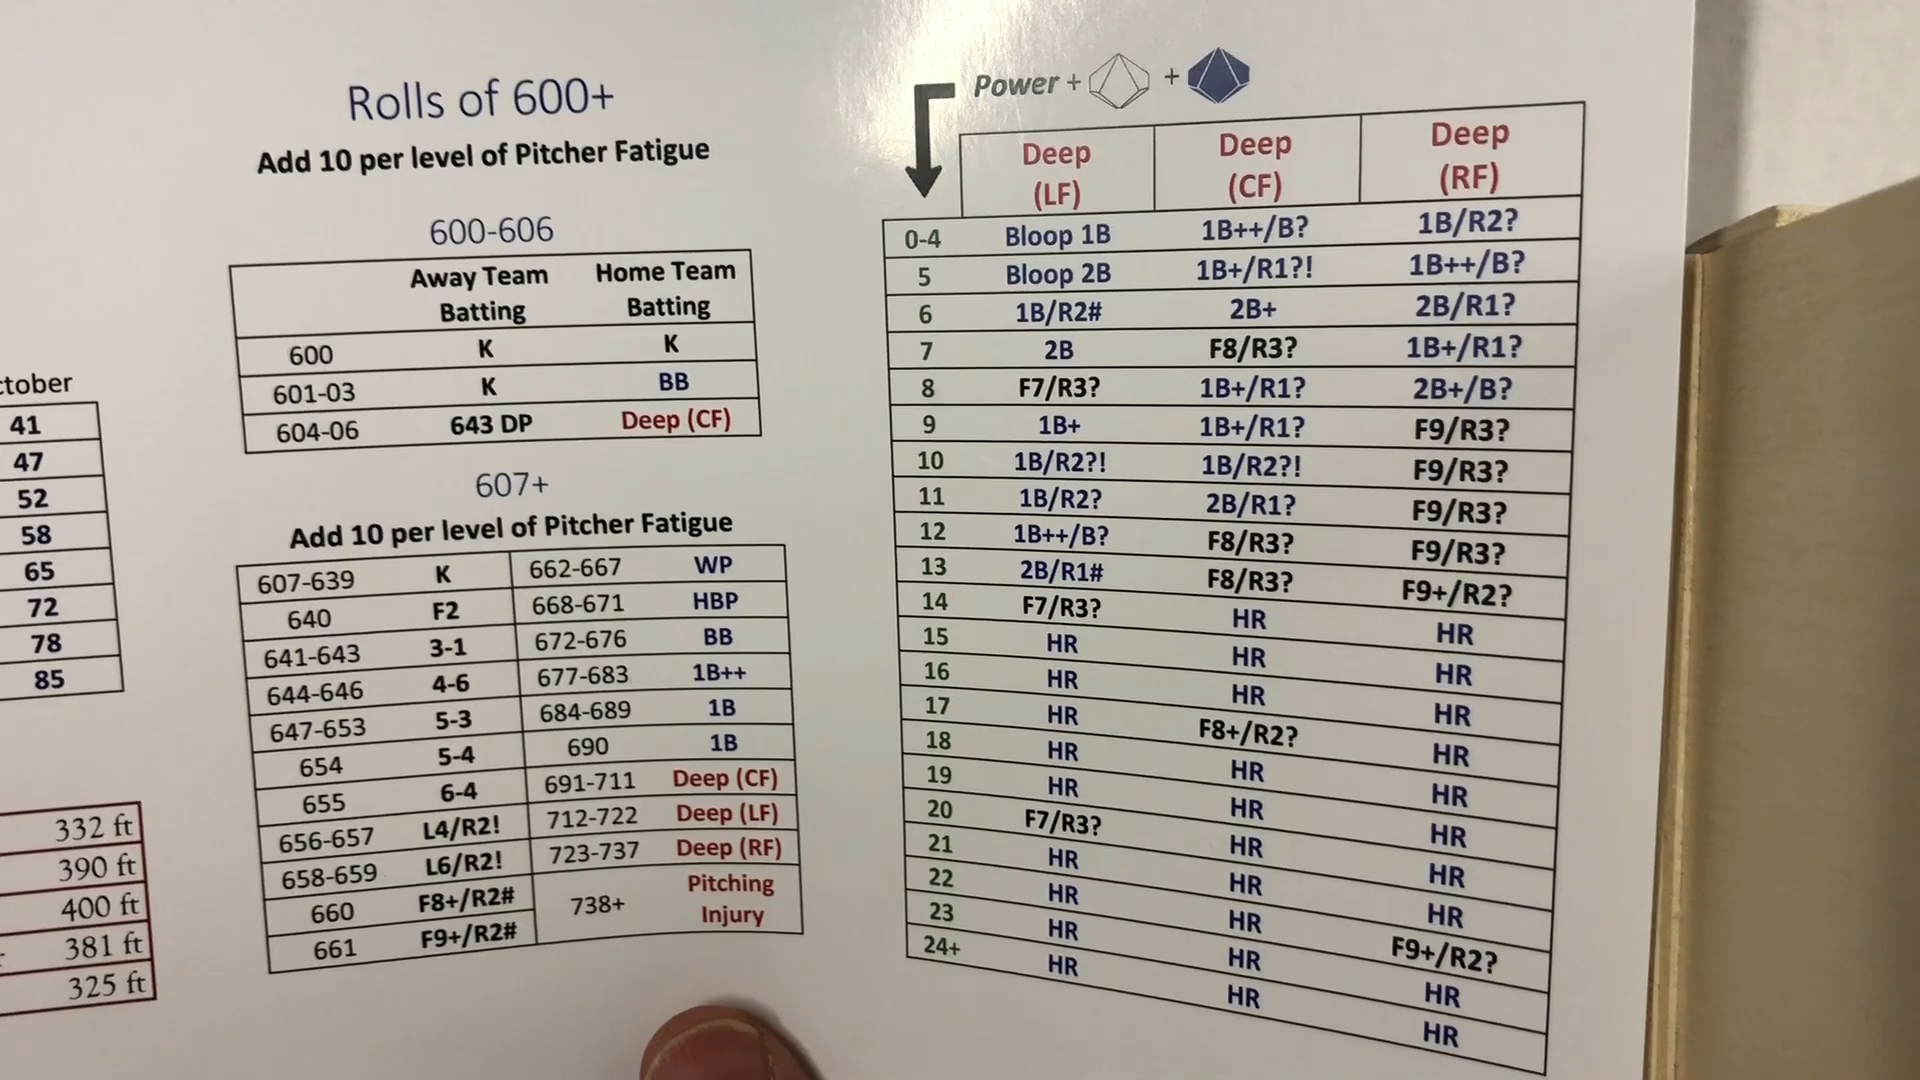 Rolls of 600+
Add 10 per level of Pitcher Fatigue
600-606
Away Team Batting Home Team Batting
600 K K
601-03 K BB
604-06 643 DP Deep (CF)
607+
Add 10 per level of Pitcher Fatigue
607-639 K 662-667 WP
640 F2 668-671 HBP
641-643 3-1 672-676 BB
644-646 4-6 677-683 1B++
647-653 5-3 684-689 1B
654 5-4 690 1B
655 6-4 691-711 Deep (CF)
656-657 L4/R2! 712-722 Deep (LF)
658-659 L6/R2! 723-737 Deep (RF)
660 F8+/R2# 738+ Pitching Injury
661 F9+/R2#
Power + +
Deep (LF) Deep (CF) Deep (RF)
0-4 Bloop 1B 1B++/B? 1B/R2?
5 Bloop 2B 1B+/R1?! 1B++/B?
6 1B/R2# 2B+ 2B/R1?
7 2B F8/R3? 1B+/R1?
8 F7/R3? 1B+/R1? 2B+/B?
9 1B+ 1B+/R1? F9/R3?
10 1B/R2?! 1B/R2?! F9/R3?
11 1B/R2? 2B/R1? F9/R3?
12 1B++/B? F8/R3? F9/R3?
13 2B/R1# F8/R3? F9+/R2?
14 F7/R3? HR HR
15 HR HR HR
16 HR HR HR
17 HR F8+/R2? HR
18 HR HR HR
19 HR HR HR
20 F7/R3? HR HR
21 HR HR HR
22 HR HR F9+/R2?
23 HR HR HR
24+ HR HR HR
ctober
41
47
52
58
65
72
78
85
332 ft
390 ft
400 ft
381 ft
325 ft